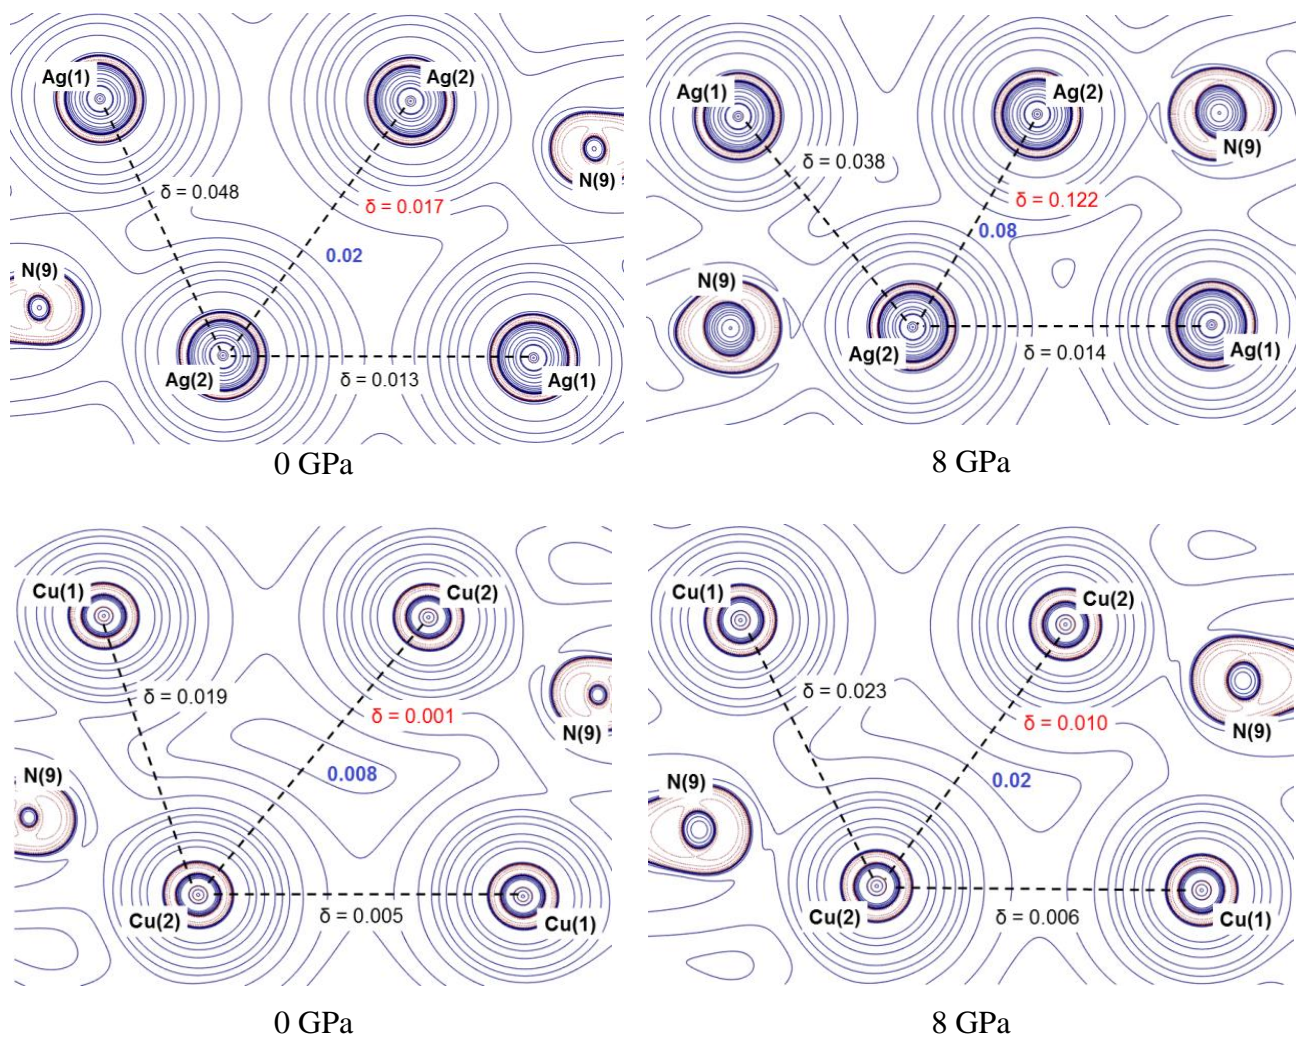 Ag(1)
Ag(2)
N(9)
δ = 0.048
δ = 0.017
0.02
N(9)
Ag(2)
δ = 0.013
Ag(1)
0 GPa
Ag(1)
Ag(2)
N(9)
δ = 0.038
δ = 0.122
0.08
N(9)
Ag(2)
δ = 0.014
Ag(1)
8 GPa
Cu(1)
Cu(2)
δ = 0.019
δ = 0.001
N(9)
0.008
N(9)
Cu(2)
δ = 0.005
Cu(1)
0 GPa
Cu(1)
Cu(2)
δ = 0.023
δ = 0.010
N(9)
0.02
N(9)
Cu(2)
δ = 0.006
Cu(1)
8 GPa